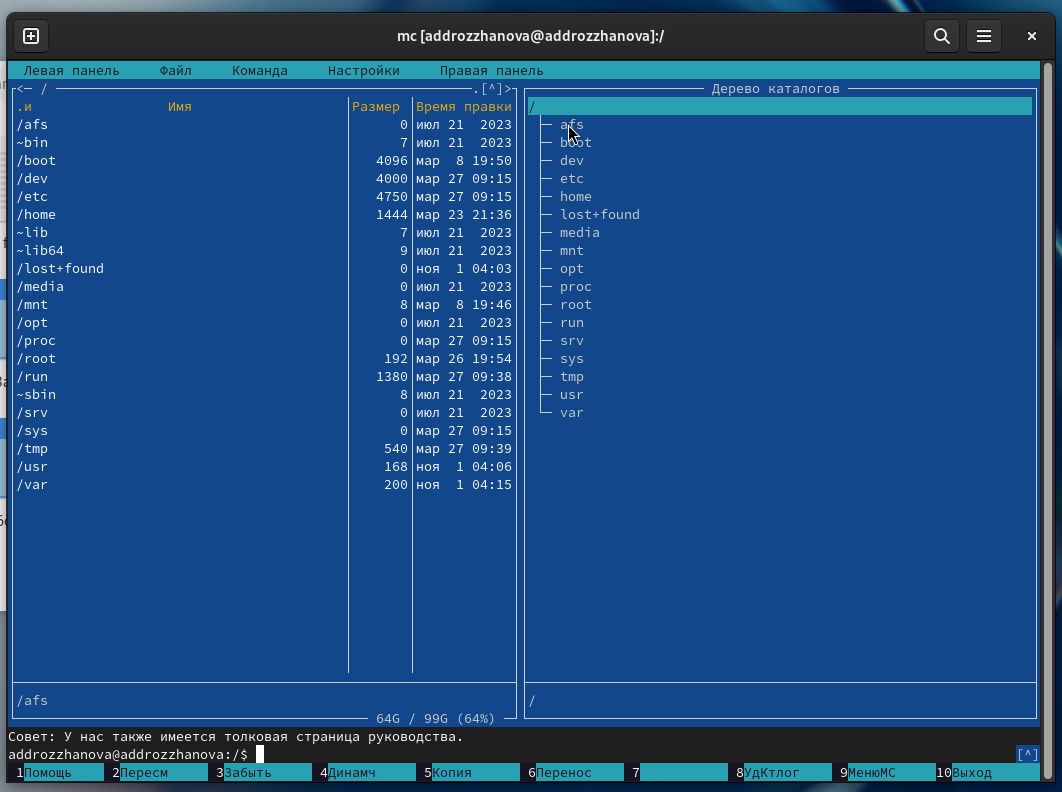 mc [addrozzhanova@addrozzhanova]:/
Левая панель Файл Команда Настройки Правая панель
<─ / .[^]>
.и Имя Размер Время правки
/afs 0 июл 21 2023
~bin 7 июл 21 2023
/boot 4096 мар 8 19:50
/dev 4000 мар 27 09:15
/etc 4750 мар 27 09:15
/home 1444 мар 23 21:36
~lib 7 июл 21 2023
~lib64 9 июл 21 2023
/lost+found 0 ноя 1 04:03
/media 0 июл 21 2023
/mnt 8 мар 8 19:46
/opt 0 июл 21 2023
/proc 0 мар 27 09:15
/root 192 мар 26 19:54
/run 1380 мар 27 09:38
~sbin 8 июл 21 2023
/srv 0 июл 21 2023
/sys 0 мар 27 09:15
/tmp 540 мар 27 09:39
/usr 168 ноя 1 04:06
/var 200 ноя 1 04:15
/afs
64G / 99G (64%)
Дерево каталогов
/
afs
boot
dev
etc
home
lost+found
media
mnt
opt
proc
root
run
srv
sys
tmp
usr
var
/
Совет: У нас также имеется толковая страница руководства.
addrozzhanova@addrozzhanova:/$ [^]
1Помощь 2Пересм 3Забыть 4Динамч 5Копия 6Перенос 7 8УдКтлог 9МенюMC 10Выход